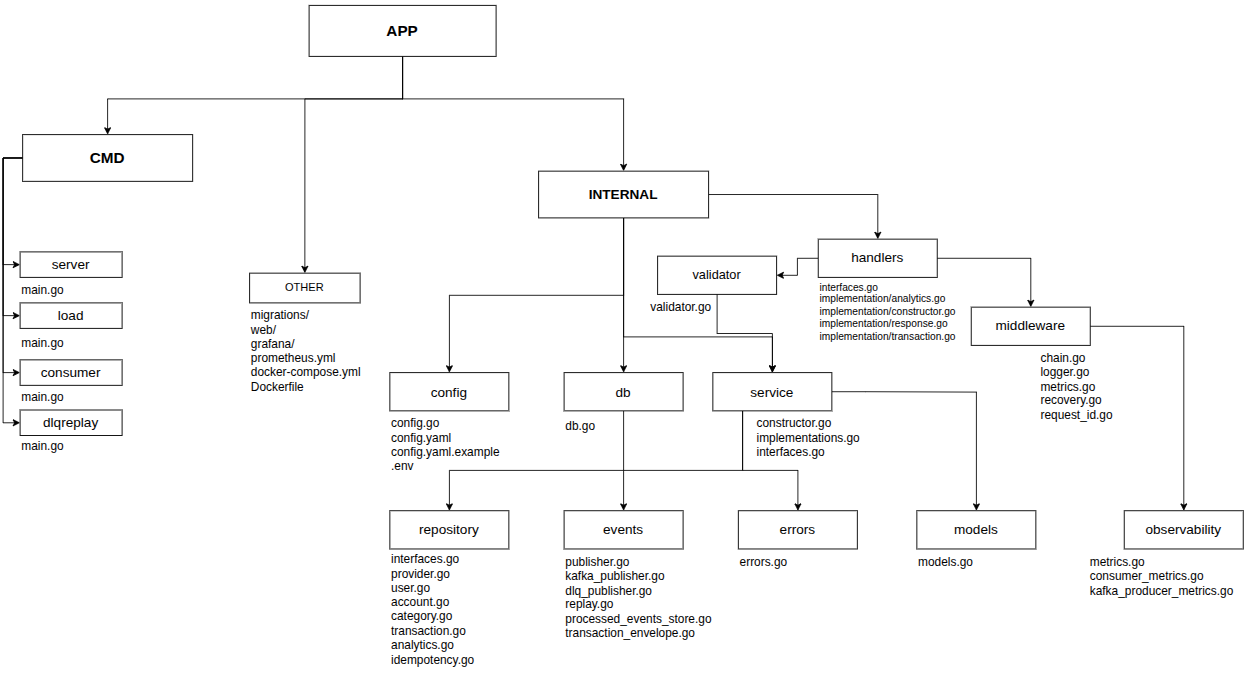 APP
CMD
INTERNAL
server
main.go
load
main.go
consumer
main.go
dlqreplay
main.go
OTHER
migrations/
web/
grafana/
prometheus.yml
docker-compose.yml
Dockerfile
validator
validator.go
handlers
interfaces.go
implementation/analytics.go
implementation/constructor.go
implementation/response.go
implementation/transaction.go
middleware
chain.go
logger.go
metrics.go
recovery.go
request_id.go
config
config.go
config.yaml
config.yaml.example
.env
db
db.go
service
constructor.go
implementations.go
interfaces.go
repository
interfaces.go
provider.go
user.go
account.go
category.go
transaction.go
analytics.go
idempotency.go
events
publisher.go
kafka_publisher.go
dlq_publisher.go
replay.go
processed_events_store.go
transaction_envelope.go
errors
errors.go
models
models.go
observability
metrics.go
consumer_metrics.go
kafka_producer_metrics.go